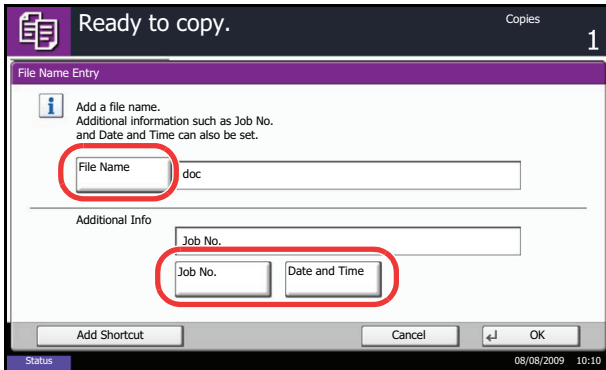 Ready to copy.
Copies
1
File Name Entry
Add a file name.
Additional information such as Job No.
and Date and Time can also be set.
File Name
doc
Additional Info
Job No.
Job No.
Date and Time
Add Shortcut
Cancel
OK
Status
08/08/2009 10:10